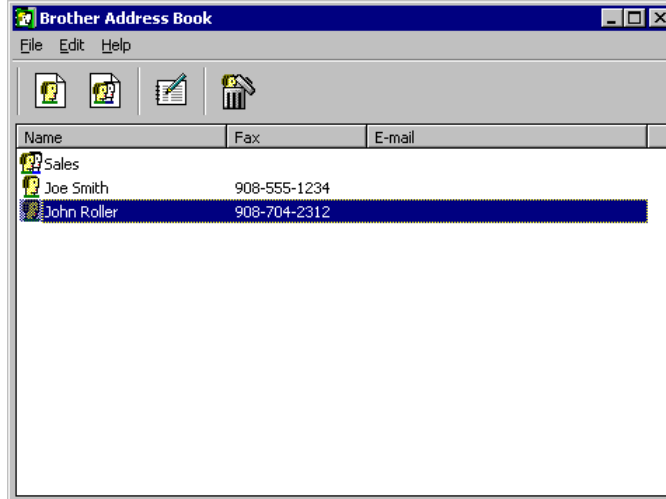 Brother Address Book
File Edit Help
Name Fax E-mail
Sales
Joe Smith 908-555-1234
John Roller 908-704-2312